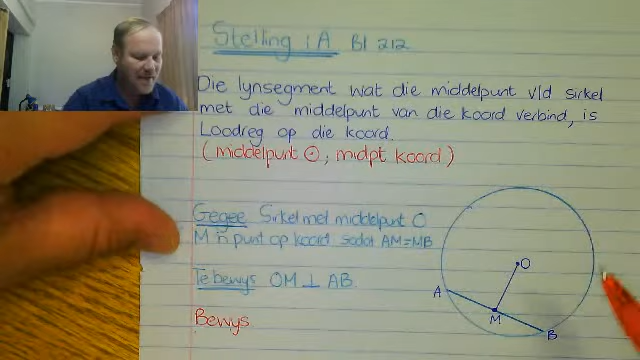 Stelling 1A Bl 212
Die lynsegment wat die middelpunt v/d sirkel
met die middelpunt van die koord verbind, is
Loodreg op die koord.
(middelpunt ⊙, midpt koord)
Gegee Sirkel met middelpunt O
M 'n punt op koord sodat AM=MB
Te bewys OM ⊥ AB
Bewys
O
A
M
B